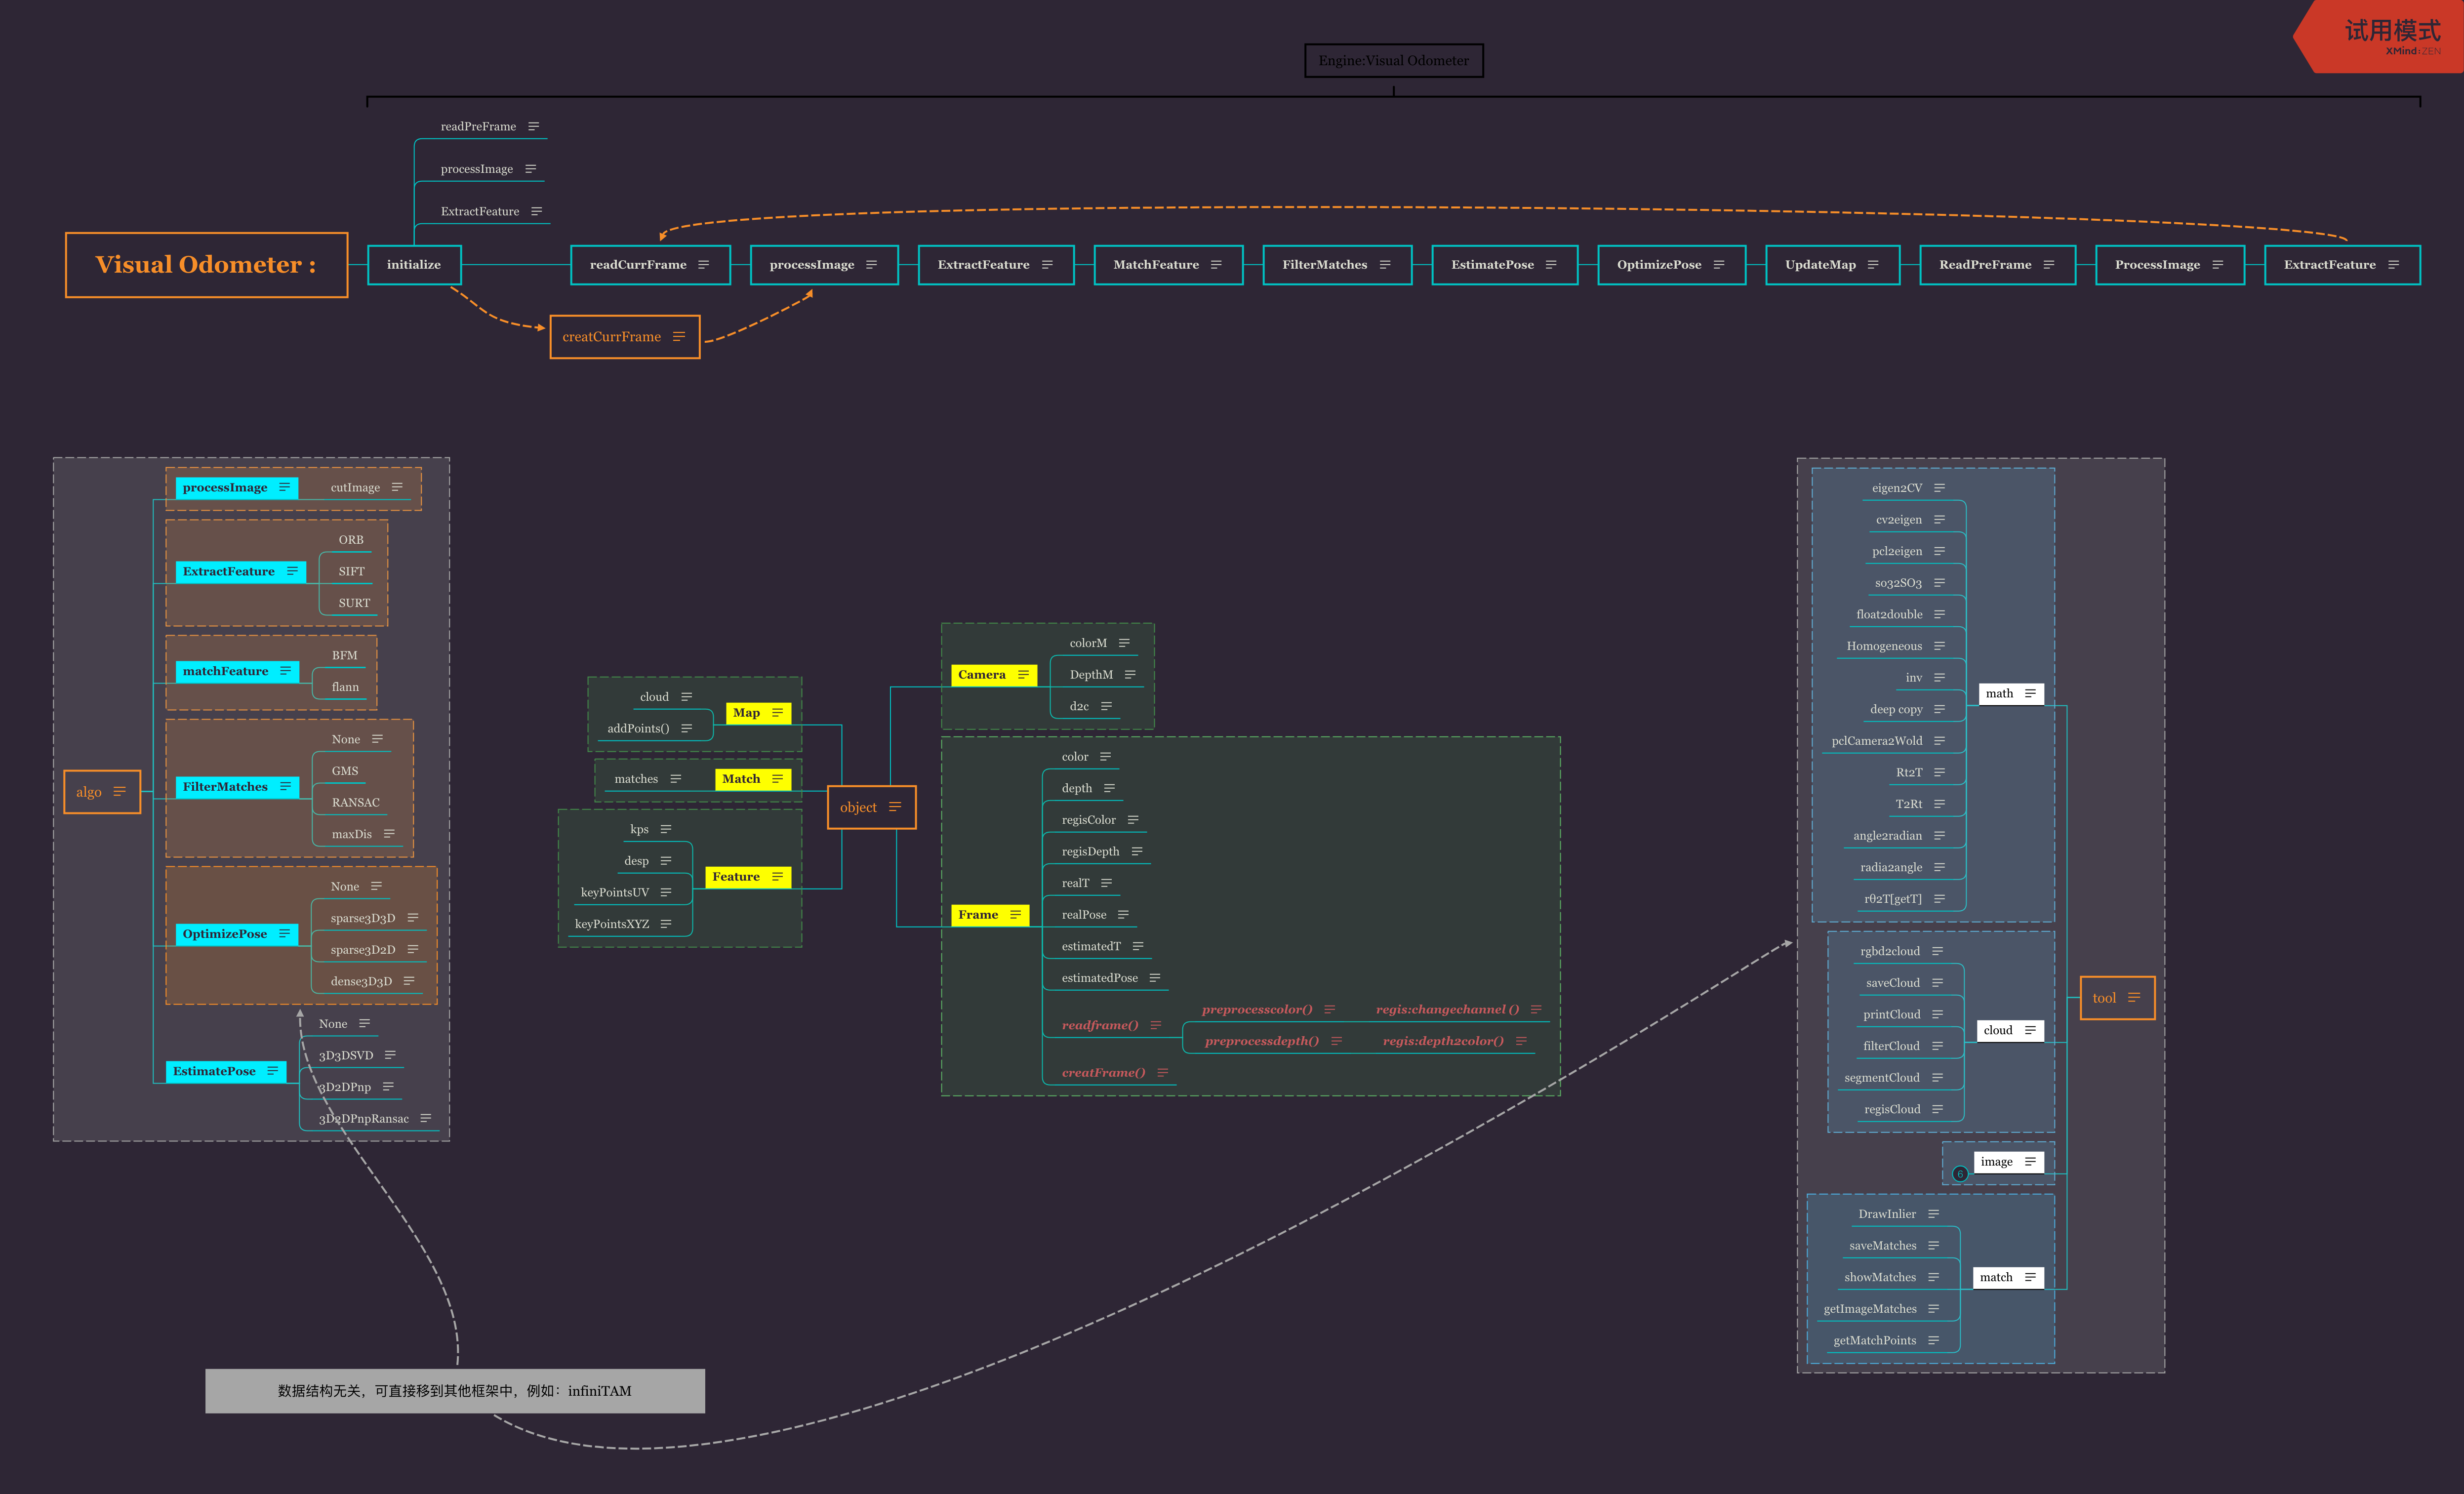 试用模式
XMind:ZEN
Engine:Visual Odometer
readPreFrame
processImage
ExtractFeature
Visual Odometer :
initialize
readCurrFrame
processImage
ExtractFeature
MatchFeature
FilterMatches
EstimatePose
OptimizePose
UpdateMap
ReadPreFrame
ProcessImage
ExtractFeature
creatCurrFrame
algo
processImage
cutImage
ExtractFeature
ORB
SIFT
SURT
matchFeature
BFM
flann
FilterMatches
None
GMS
RANSAC
maxDis
OptimizePose
None
sparse3D3D
sparse3D2D
dense3D3D
EstimatePose
None
3D3DSVD
3D2DPnp
3D2DPnpRansac
object
Map
cloud
addPoints()
Match
matches
Feature
kps
desp
keyPointsUV
keyPointsXYZ
Camera
colorM
DepthM
d2c
Frame
color
depth
regisColor
regisDepth
realT
realPose
estimatedT
estimatedPose
readframe()
preprocesscolor()
regis:changechannel ()
preprocessdepth()
regis:depth2color()
creatFrame()
tool
math
eigen2CV
cv2eigen
pcl2eigen
so32SO3
float2double
Homogeneous
inv
deep copy
pclCamera2Wold
Rt2T
T2Rt
angle2radian
radia2angle
rθ2T[getT]
cloud
rgbd2cloud
saveCloud
printCloud
filterCloud
segmentCloud
regisCloud
image
6
match
DrawInlier
saveMatches
showMatches
getImageMatches
getMatchPoints
数据结构无关，可直接移到其他框架中，例如：infiniTAM